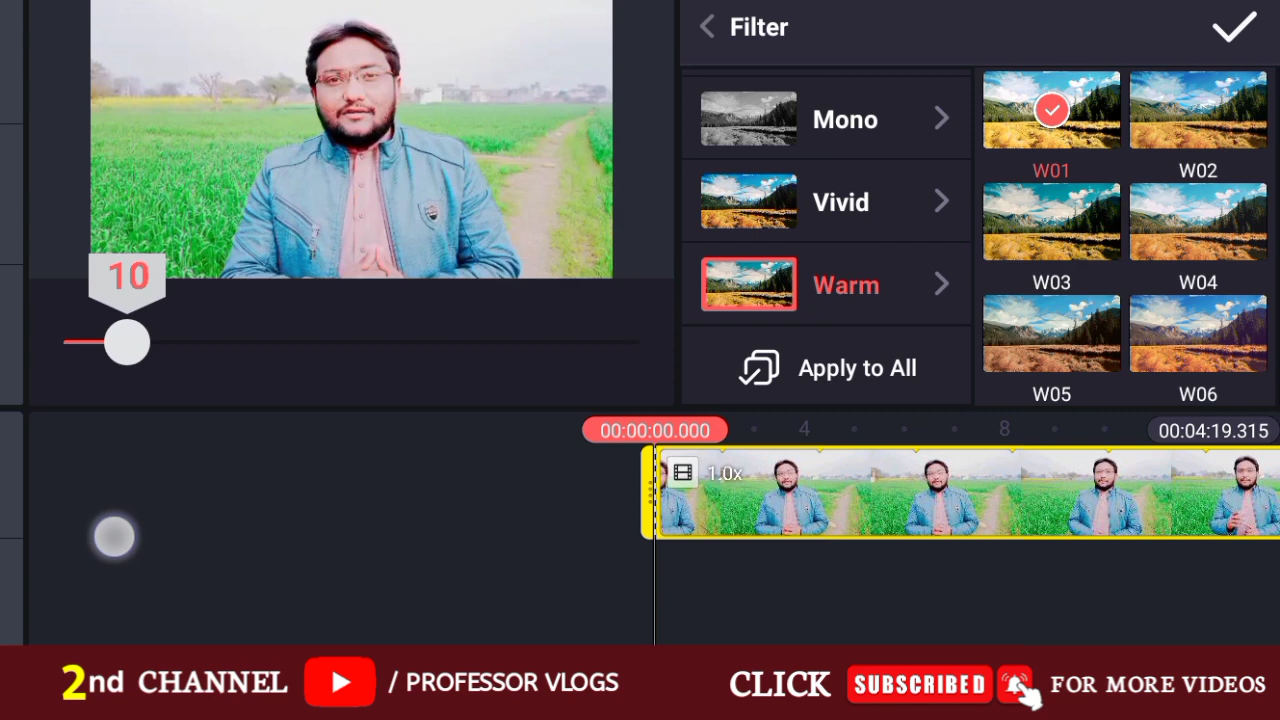 Filter
Mono
Vivid
Warm
Apply to All
W01
W02
W03
W04
W05
W06
10
00:00:00.000
4
8
00:04:19.315
1.0x
2nd CHANNEL / PROFESSOR VLOGS
CLICK SUBSCRIBED FOR MORE VIDEOS